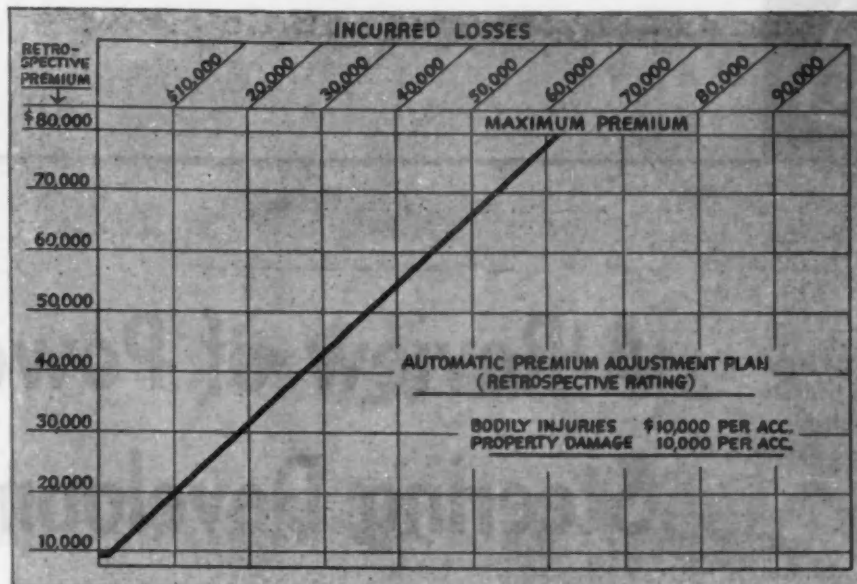 INCURRED LOSSES
RETRO-
SPECTIVE
PREMIUM
$10,000
20,000
30,000
40,000
50,000
60,000
70,000
80,000
90,000
$80,000
MAXIMUM PREMIUM
70,000
60,000
50,000
40,000
AUTOMATIC PREMIUM ADJUSTMENT PLAN
(RETROSPECTIVE RATING)
30,000
BODILY INJURIES $10,000 PER ACC.
PROPERTY DAMAGE 10,000 PER ACC.
20,000
10,000